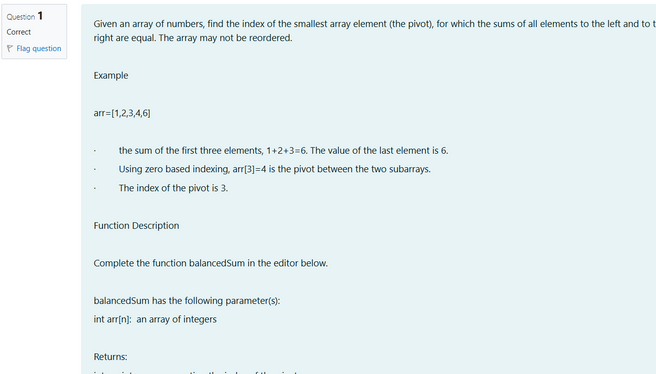 Question 1
Correct
Flag question
Given an array of numbers, find the index of the smallest array element (the pivot), for which the sums of all elements to the left and to
right are equal. The array may not be reordered.
Example
arr=[1,2,3,4,6]
· the sum of the first three elements, 1+2+3=6. The value of the last element is 6.
· Using zero based indexing, arr[3]=4 is the pivot between the two subarrays.
· The index of the pivot is 3.
Function Description
Complete the function balancedSum in the editor below.
balancedSum has the following parameter(s):
int arr[n]: an array of integers
Returns: